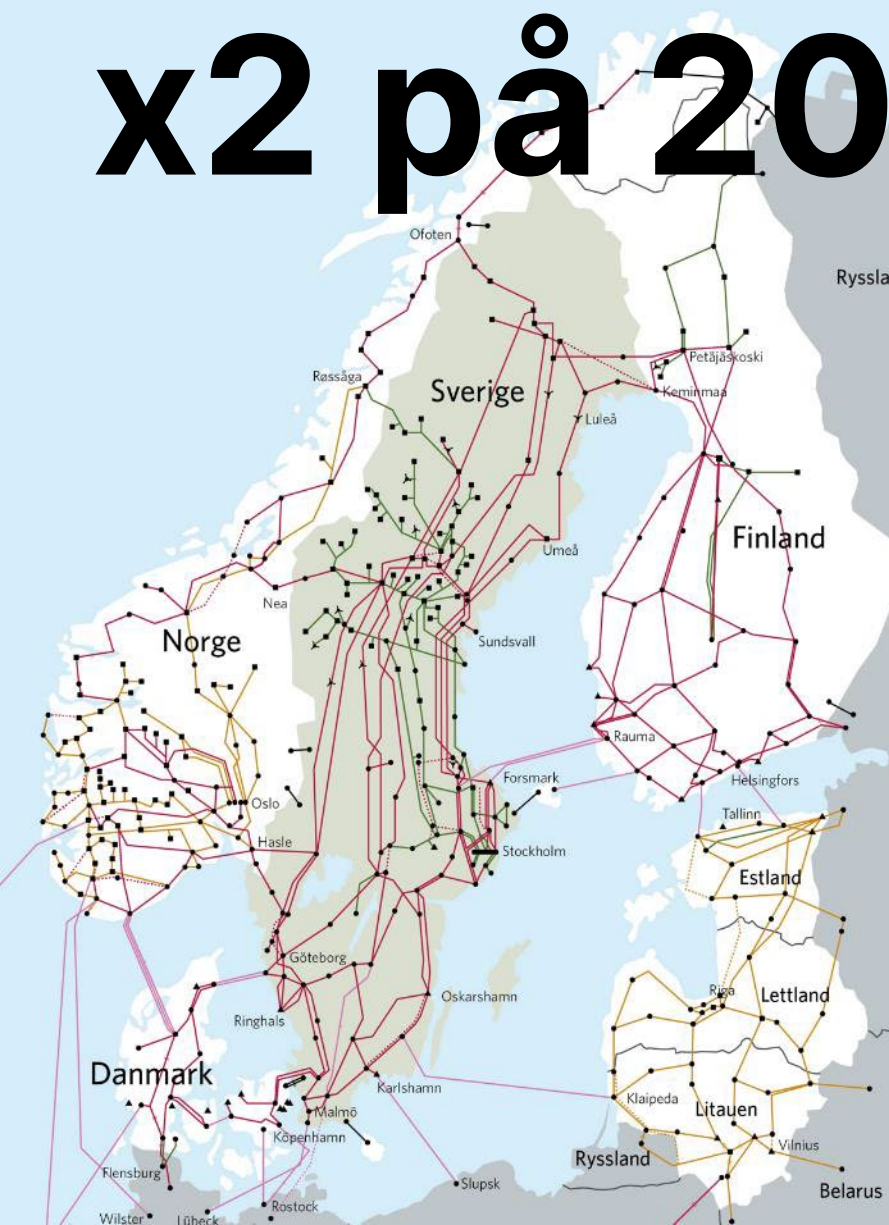 x2 på 20
Ofoten
Ryssla
Petäjäskoski
Røssåga
Sverige
Keminmaa
Luleå
Finland
Umeå
Nea
Norge
Sundsvall
Rauma
Forsmark
Helsingfors
Oslo
Tallinn
Hasle
Stockholm
Estland
Göteborg
Riga
Lettland
Oskarshamn
Ringhals
Danmark
Karlshamn
Klaipeda
Litauen
Malmö
Köpenhamn
Vilnius
Ryssland
Flensburg
Slupsk
Belarus
Rostock
Wilster
Lübeck